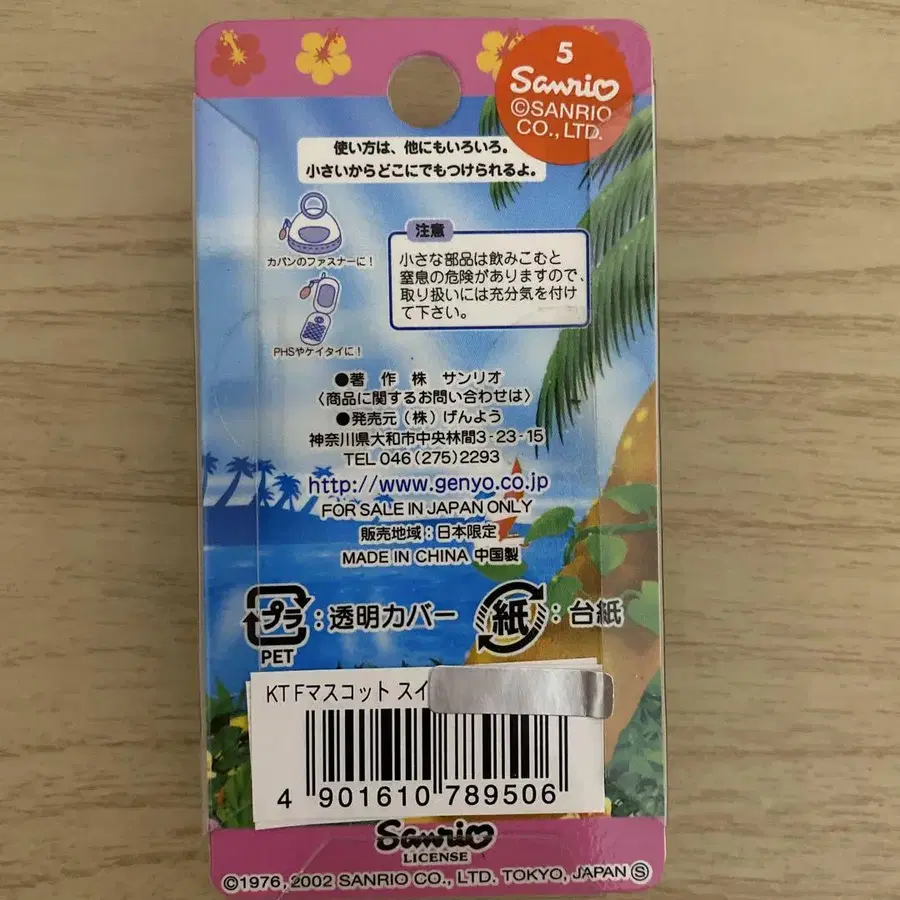 5
Sanrio
©SANRIO
CO., LTD.
使い方は、他にもいろいろ。
小さいからどこにでもつけられるよ。
カバンのファスナーに!
PHSやケイタイに!
注意
小さな部品は飲みこむと
窒息の危険がありますので、
取り扱いには充分気を付け
て下さい。
●著 作 株 サンリオ
〈商品に関するお問い合わせは〉
●発売元(株)げんよう
神奈川県大和市中央林間3-23-15
TEL 046(275)2293
http://www.genyo.co.jp
FOR SALE IN JAPAN ONLY
販売地域:日本限定
MADE IN CHINA 中国製
プラ:透明カバー
PET
紙:台紙
KT Fマスコット スイ
4 901610 789506
Sanrio
LICENSE
©1976, 2002 SANRIO CO., LTD. TOKYO, JAPAN Ⓢ